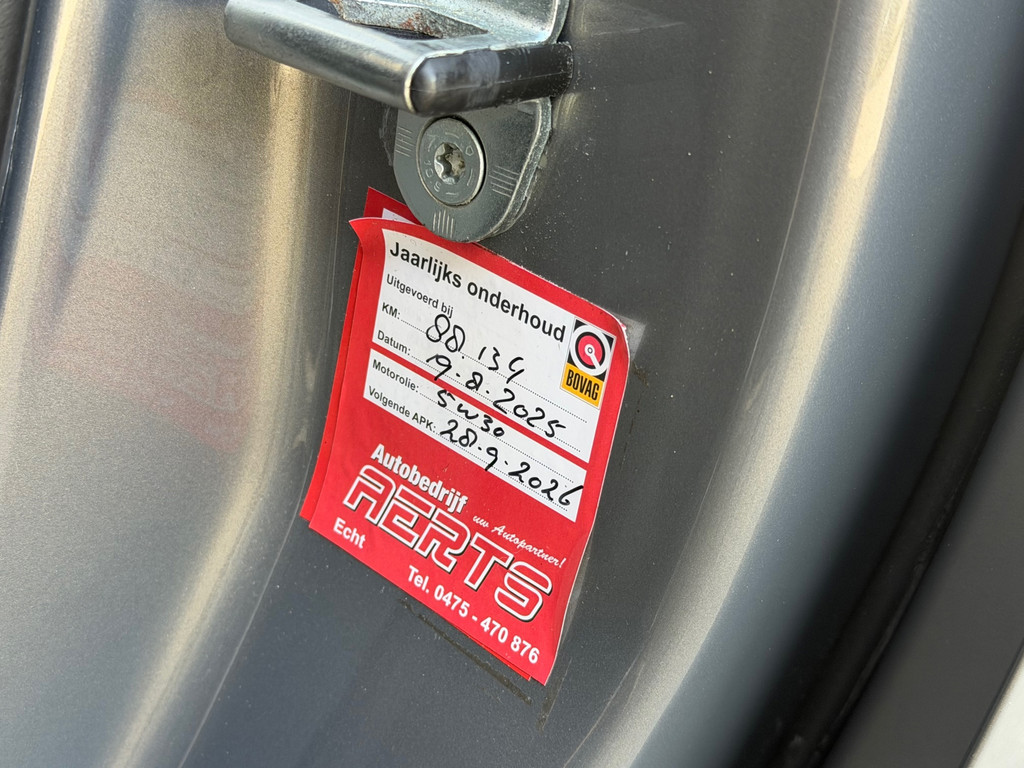 Jaarlijks onderhoud
Uitgevoerd bij
KM: 88.134
Datum: 9.8.2025
BOVAG
Motorolie: 5W30
Volgende APK: 28.9.2026
Autobedrijf
AERTS
uw Autopartner!
Echt
Tel. 0475 - 470 876